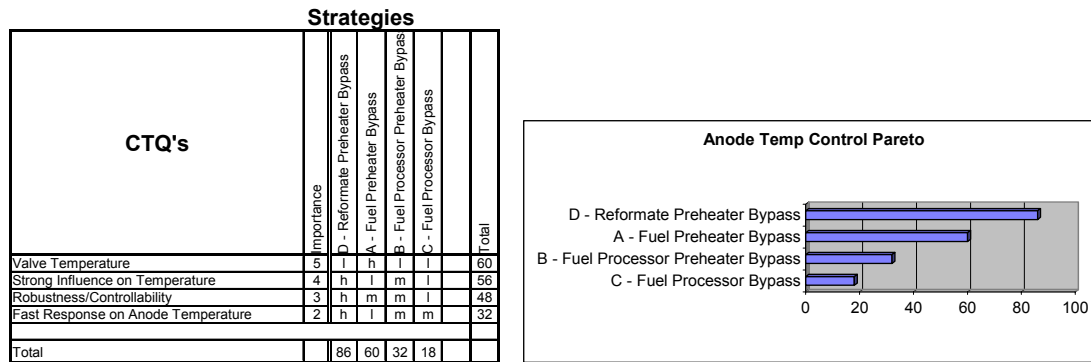 Strategies
CTQ's
Importance
D - Reformate Preheater Bypass
A - Fuel Preheater Bypass
B - Fuel Processor Preheater Bypass
C - Fuel Processor Bypass
Total
Valve Temperature 5 l h l l 60
Strong Influence on Temperature 4 h l m l 56
Robustness/Controllability 3 h m m l 48
Fast Response on Anode Temperature 2 h l m m 32
Total 86 60 32 18
Anode Temp Control Pareto
D - Reformate Preheater Bypass
A - Fuel Preheater Bypass
B - Fuel Processor Preheater Bypass
C - Fuel Processor Bypass
0 20 40 60 80 100